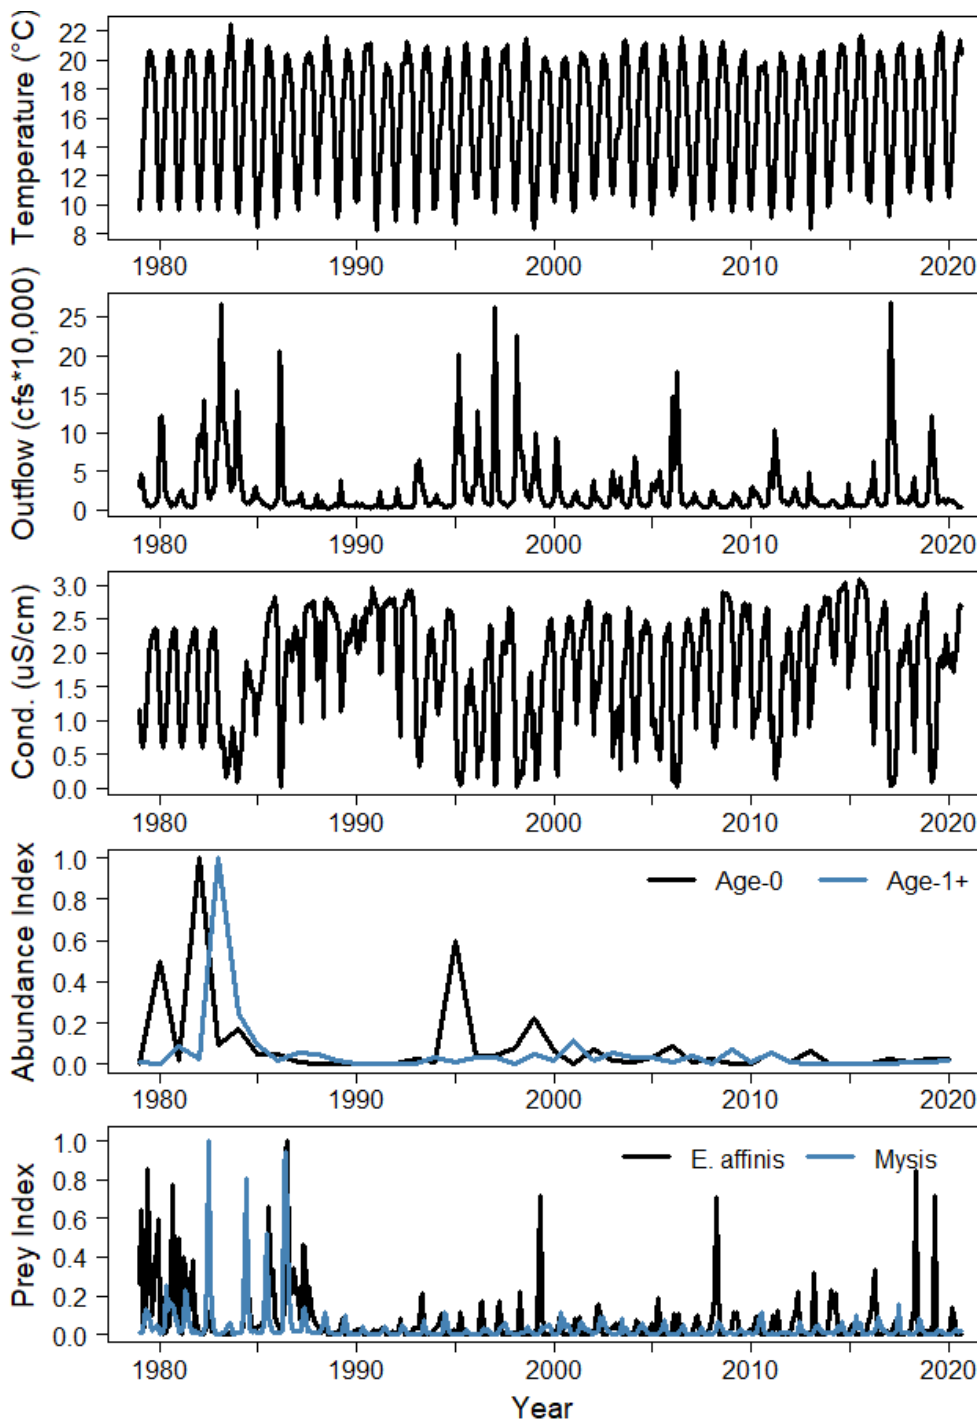 Temperature (°C)
22
20
18
16
14
12
10
8
1980 1990 2000 2010 2020
Outflow (cfs*10,000)
25
20
15
10
5
0
1980 1990 2000 2010 2020
Cond. (uS/cm)
3.0
2.5
2.0
1.5
1.0
0.5
0.0
1980 1990 2000 2010 2020
Abundance Index
1.0
0.8
0.6
0.4
0.2
0.0
Age-0 Age-1+
1980 1990 2000 2010 2020
Prey Index
1.0
0.8
0.6
0.4
0.2
0.0
E. affinis Mysis
1980 1990 2000 2010 2020
Year